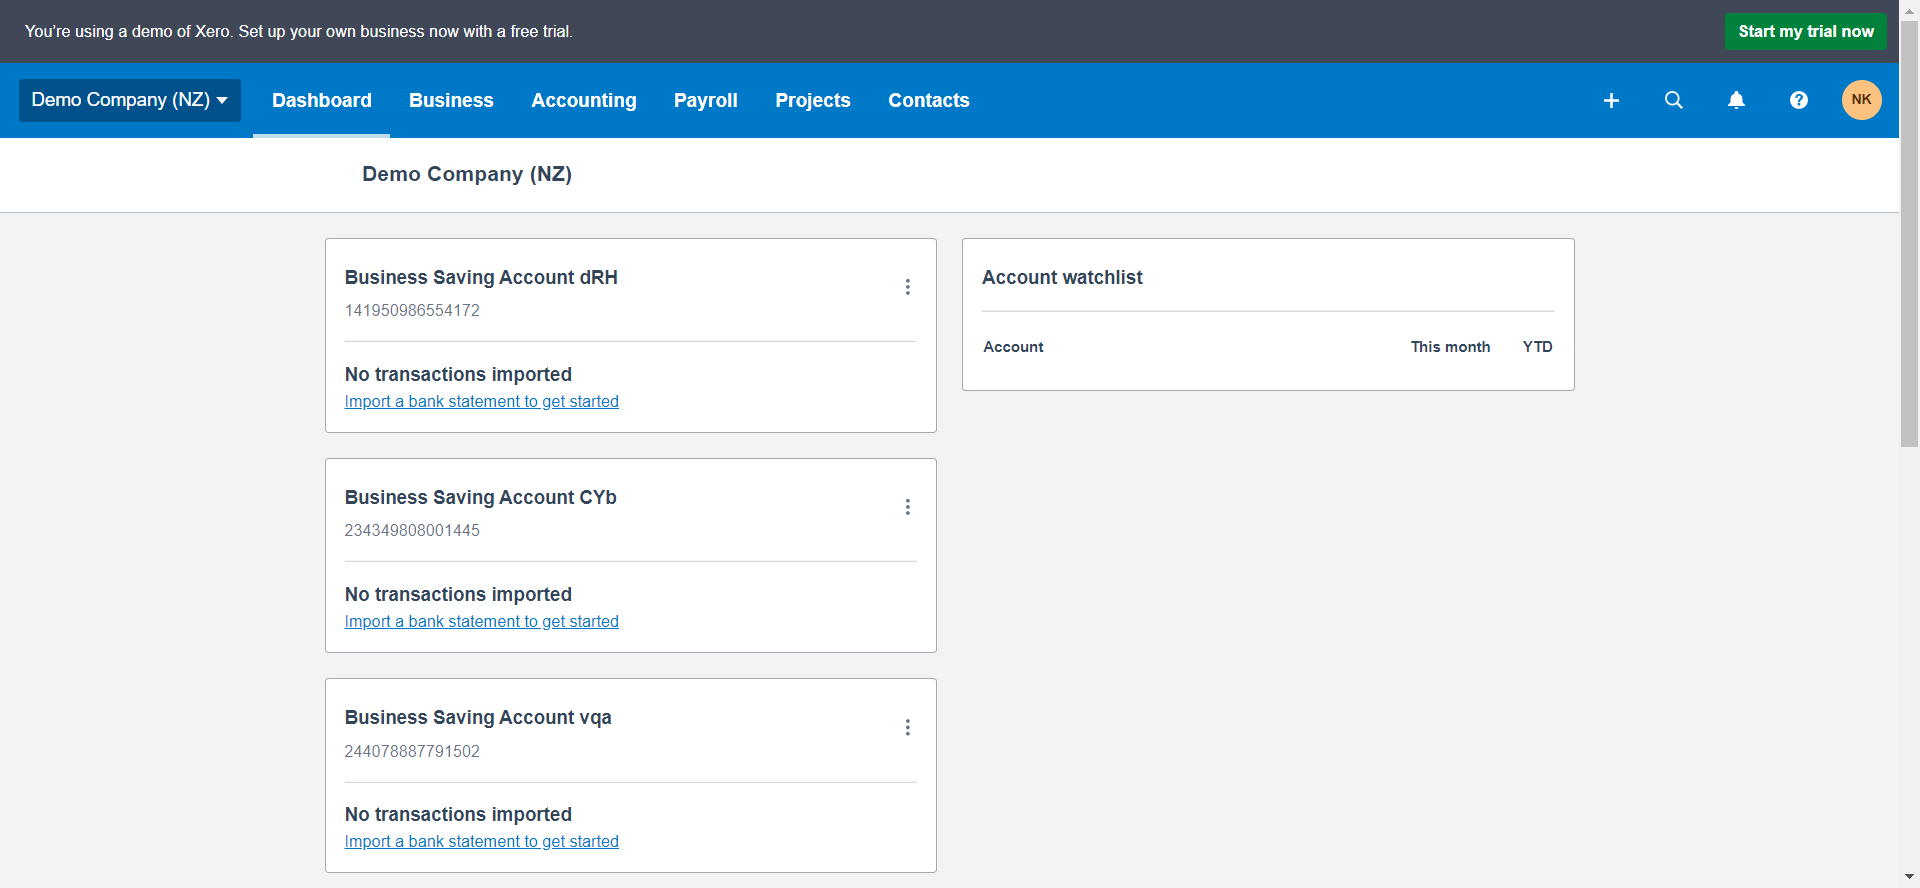 You're using a demo of Xero. Set up your own business now with a free trial.
Start my trial now
Demo Company (NZ)
Dashboard
Business
Accounting
Payroll
Projects
Contacts
NK
Demo Company (NZ)
Business Saving Account dRH
141950986554172
No transactions imported
Import a bank statement to get started
Business Saving Account CYb
234349808001445
No transactions imported
Import a bank statement to get started
Business Saving Account vqa
244078887791502
No transactions imported
Import a bank statement to get started
Account watchlist
Account This month YTD